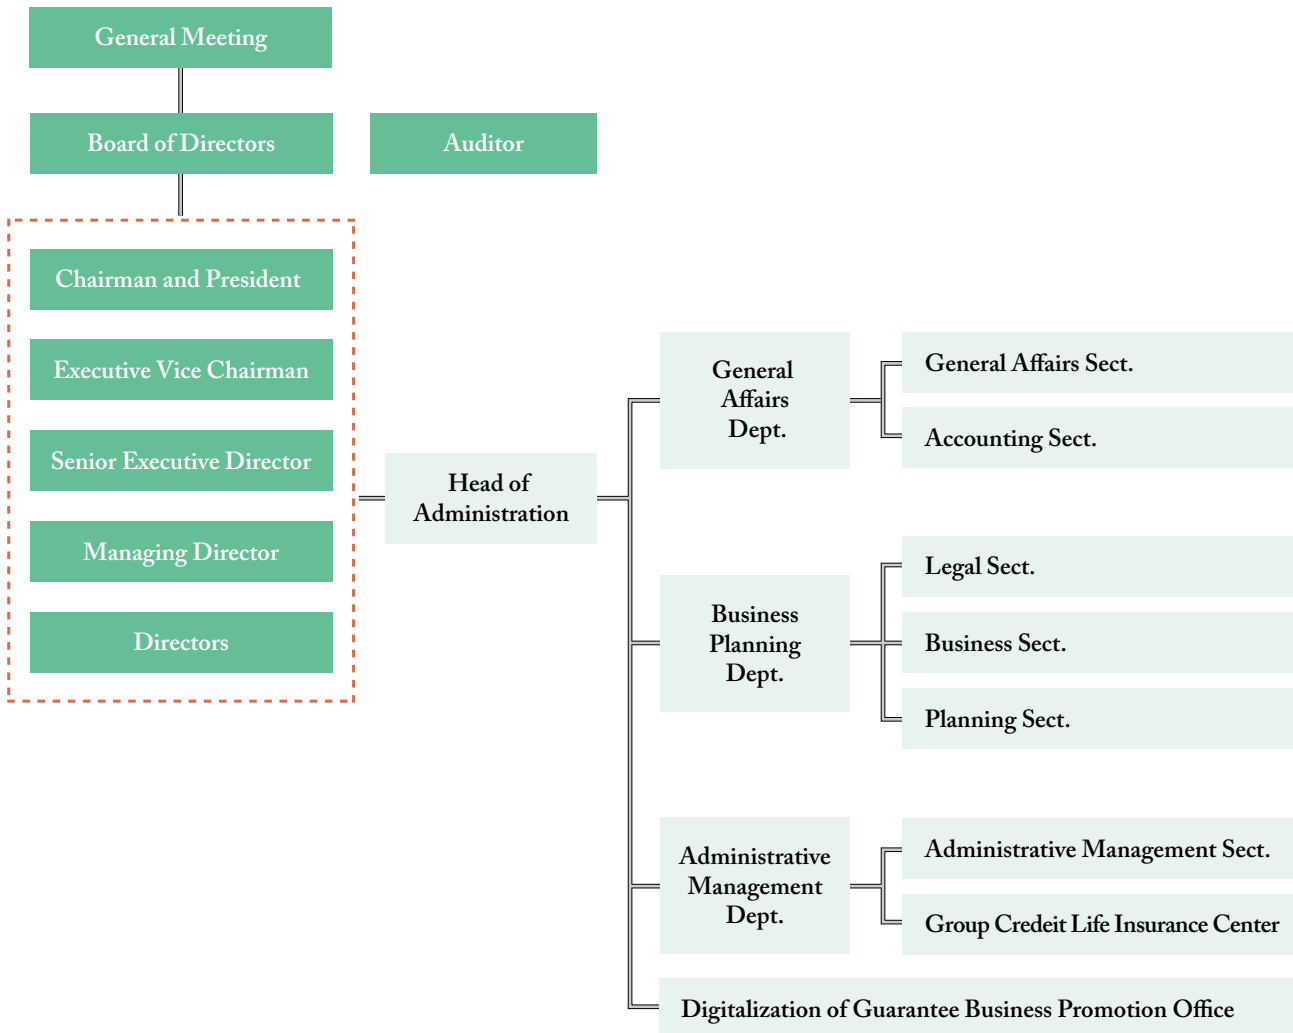 General Meeting
Board of Directors
Auditor
Chairman and President
Executive Vice Chairman
Senior Executive Director
Managing Director
Directors
Head of
Administration
General
Affairs
Dept.
General Affairs Sect.
Accounting Sect.
Business
Planning
Dept.
Legal Sect.
Business Sect.
Planning Sect.
Administrative
Management
Dept.
Administrative Management Sect.
Group Credeit Life Insurance Center
Digitalization of Guarantee Business Promotion Office